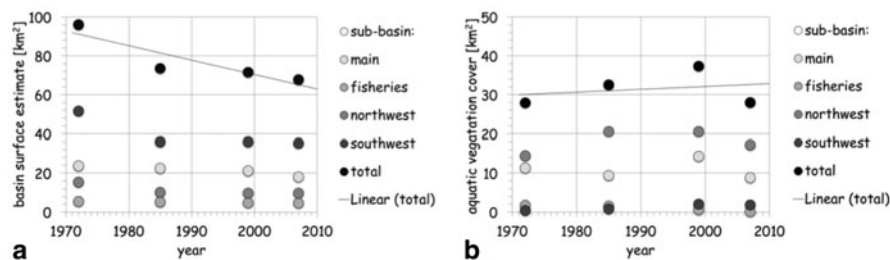 basin surface estimate [km²]
100
80
60
40
20
0
1970 1980 1990 2000 2010
year
sub-basin:
main
fisheries
northwest
southwest
total
Linear (total)
a
aquatic vegatation cover [km²]
50
40
30
20
10
0
1970 1980 1990 2000 2010
year
sub-basin:
main
fisheries
northwest
southwest
total
Linear (total)
b